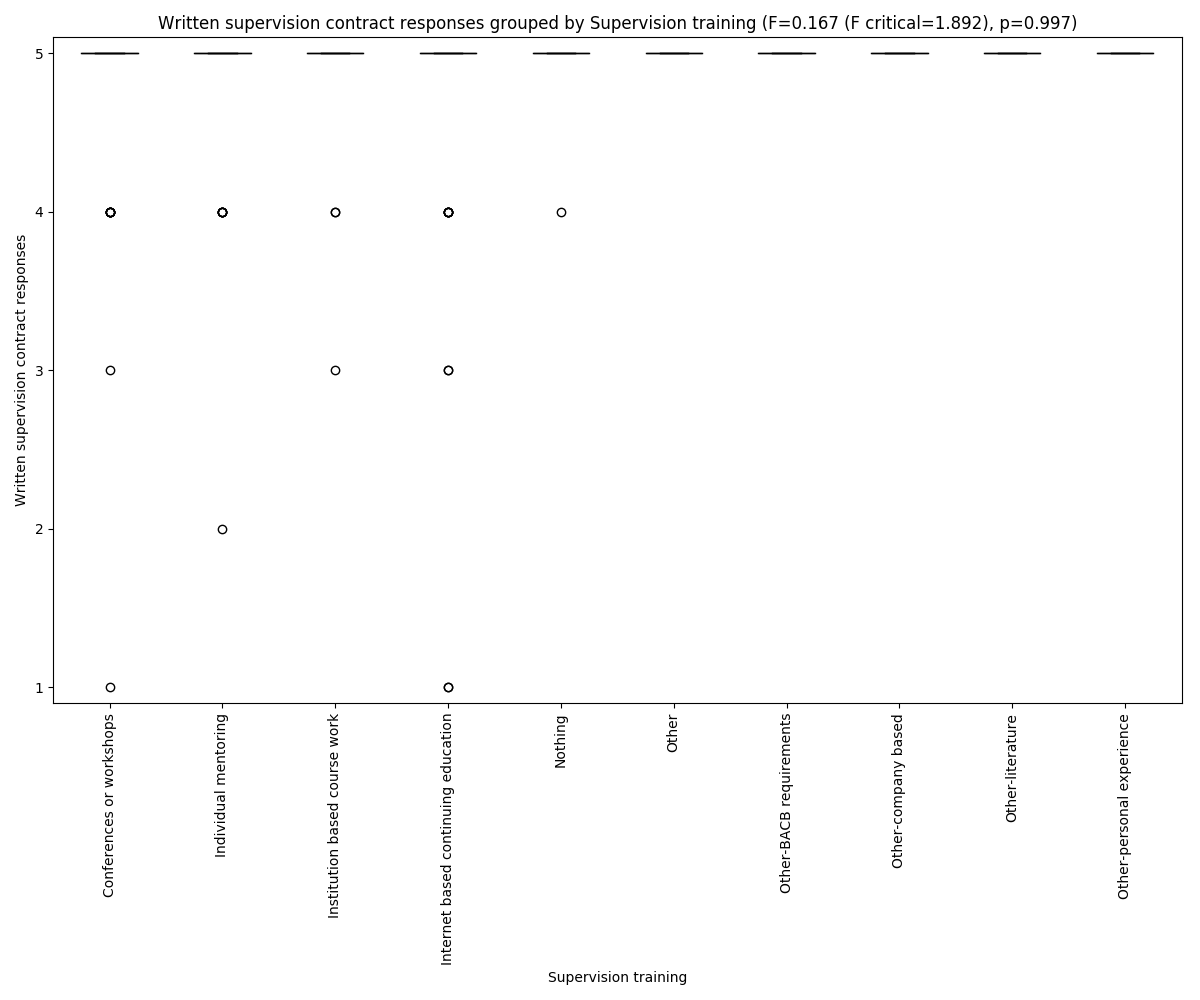 Written supervision contract responses grouped by Supervision training (F=0.167 (F critical=1.892), p=0.997)
Written supervision contract responses
5
4
3
2
1
Conferences or workshops
Individual mentoring
Institution based course work
Internet based continuing education
Nothing
Other
Other-BACB requirements
Other-company based
Other-literature
Other-personal experience
Supervision training